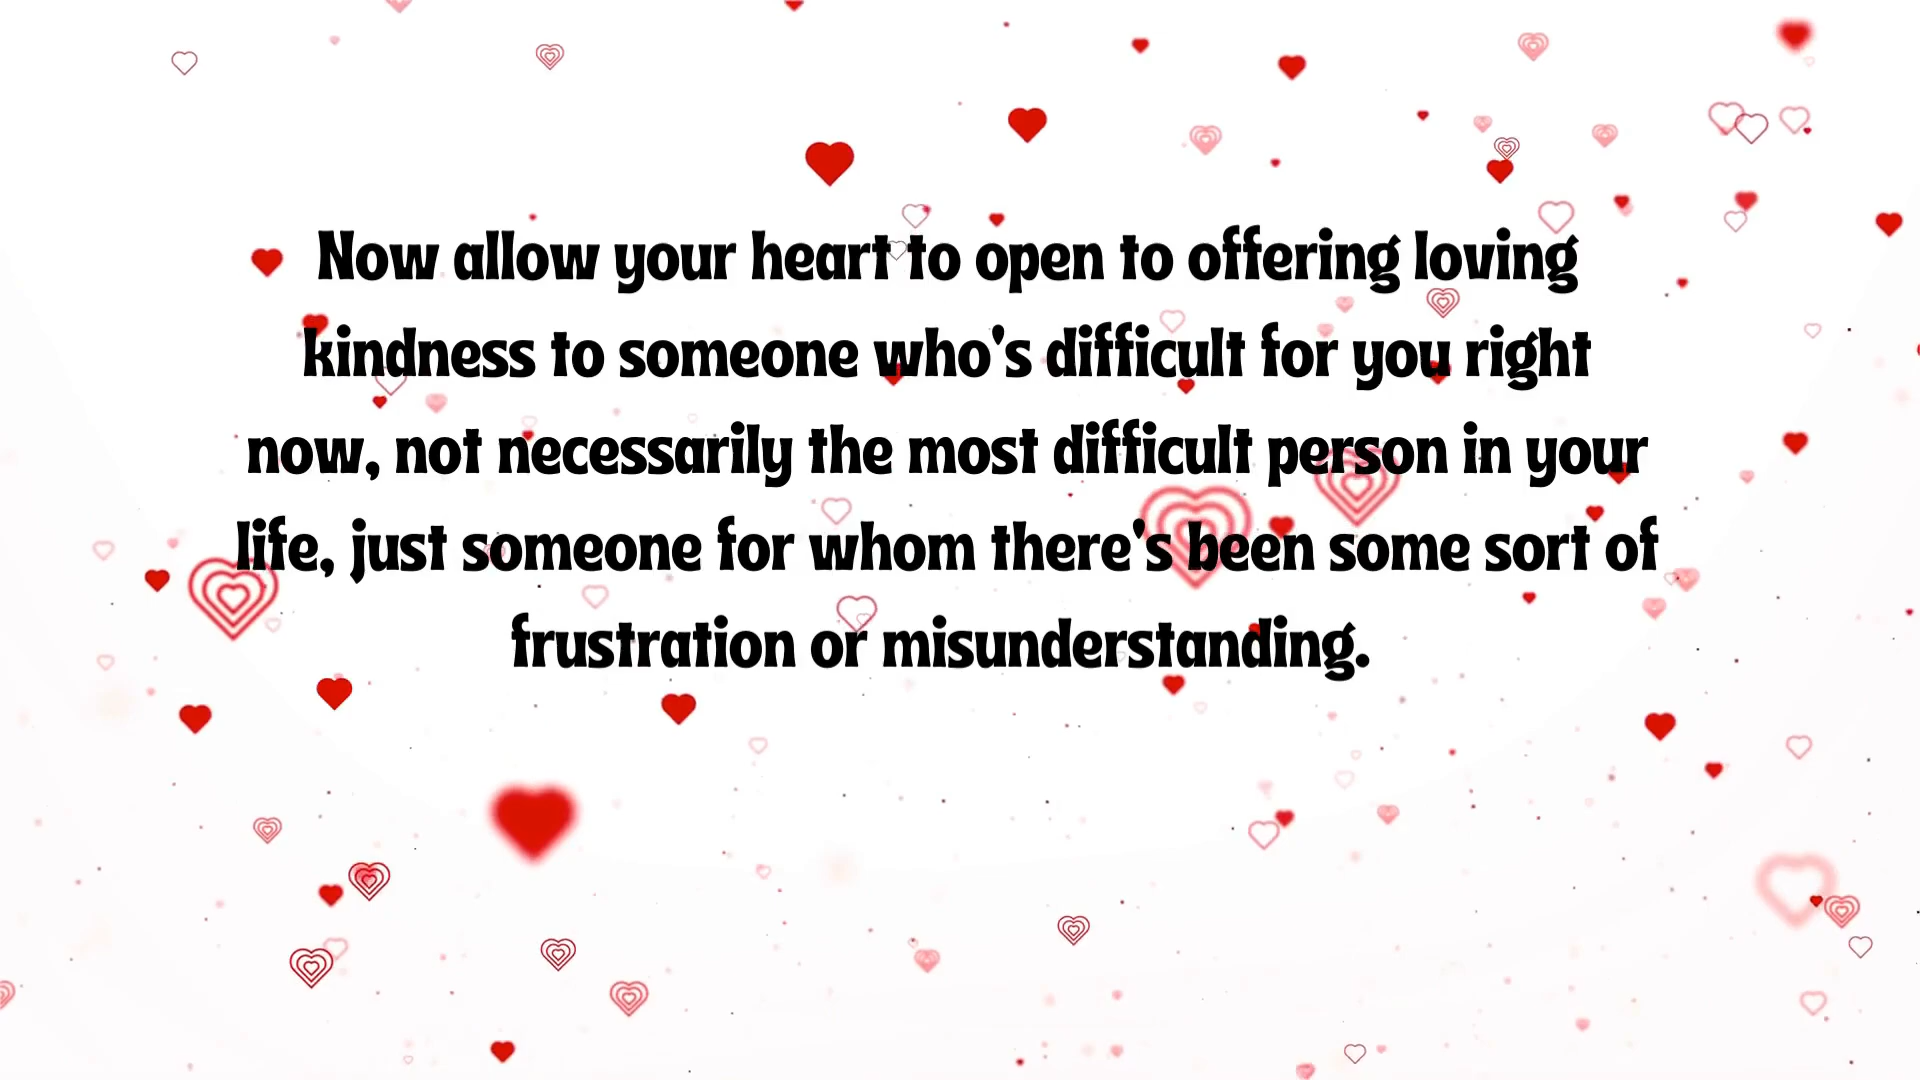 Now allow your heart to open to offering loving
kindness to someone who's difficult for you right
now, not necessarily the most difficult person in your
life, just someone for whom there's been some sort of
frustration or misunderstanding.